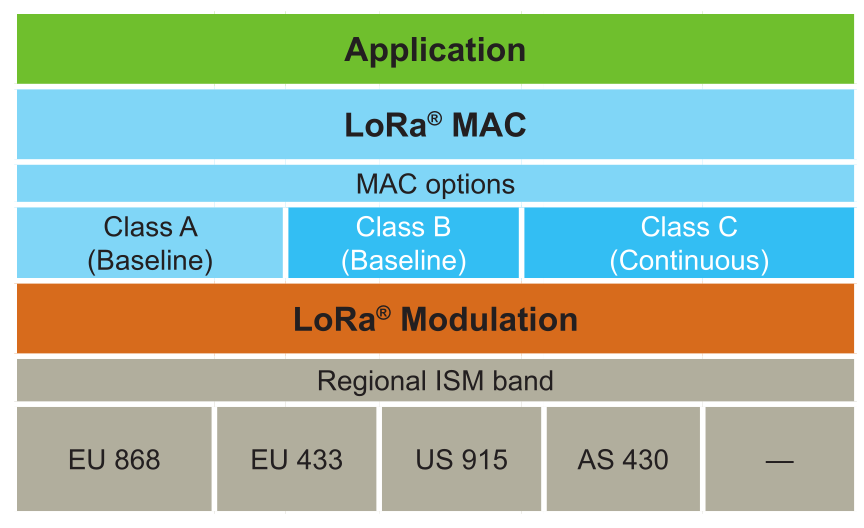 Application
LoRa® MAC
MAC options
Class A
(Baseline)
Class B
(Baseline)
Class C
(Continuous)
LoRa® Modulation
Regional ISM band
EU 868
EU 433
US 915
AS 430
—